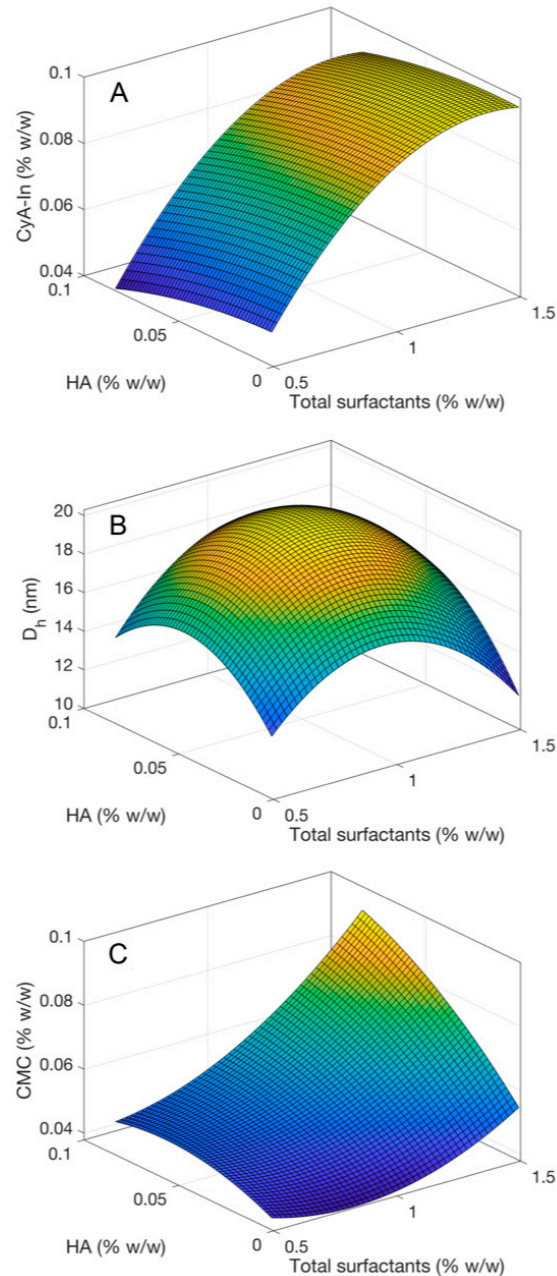 A
CyA-In (% w/w)
0.1
0.08
0.06
0.04
0.1
0.05
0
HA (% w/w)
0.5
1
1.5
Total surfactants (% w/w)
B
Dh (nm)
20
18
16
14
12
10
0.1
0.05
0
HA (% w/w)
0.5
1
1.5
Total surfactants (% w/w)
C
CMC (% w/w)
0.1
0.08
0.06
0.04
0.1
0.05
0
HA (% w/w)
0.5
1
1.5
Total surfactants (% w/w)